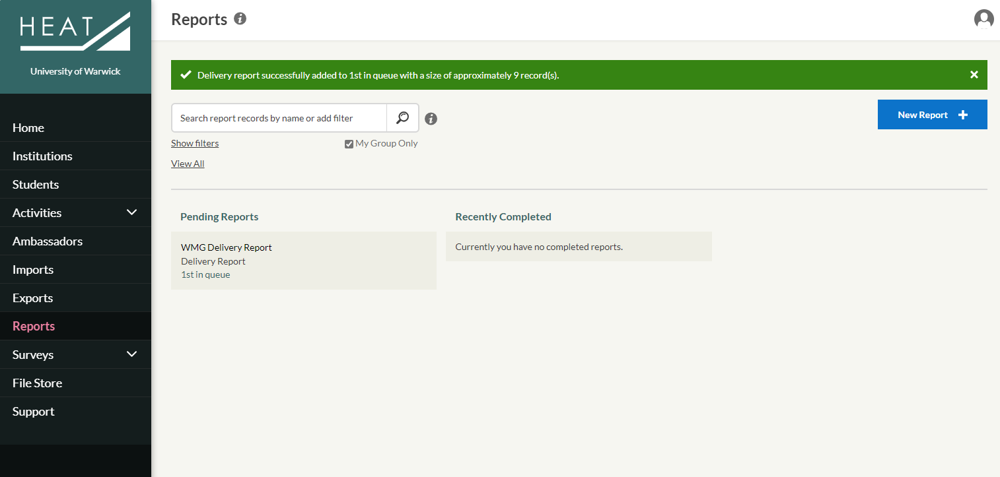 HEAT
University of Warwick
Home
Institutions
Students
Activities
Ambassadors
Imports
Exports
Reports
Surveys
File Store
Support
Reports
Delivery report successfully added to 1st in queue with a size of approximately 9 record(s).
Search report records by name or add filter
New Report
Show filters
My Group Only
View All
Pending Reports
WMG Delivery Report
Delivery Report
1st in queue
Recently Completed
Currently you have no completed reports.